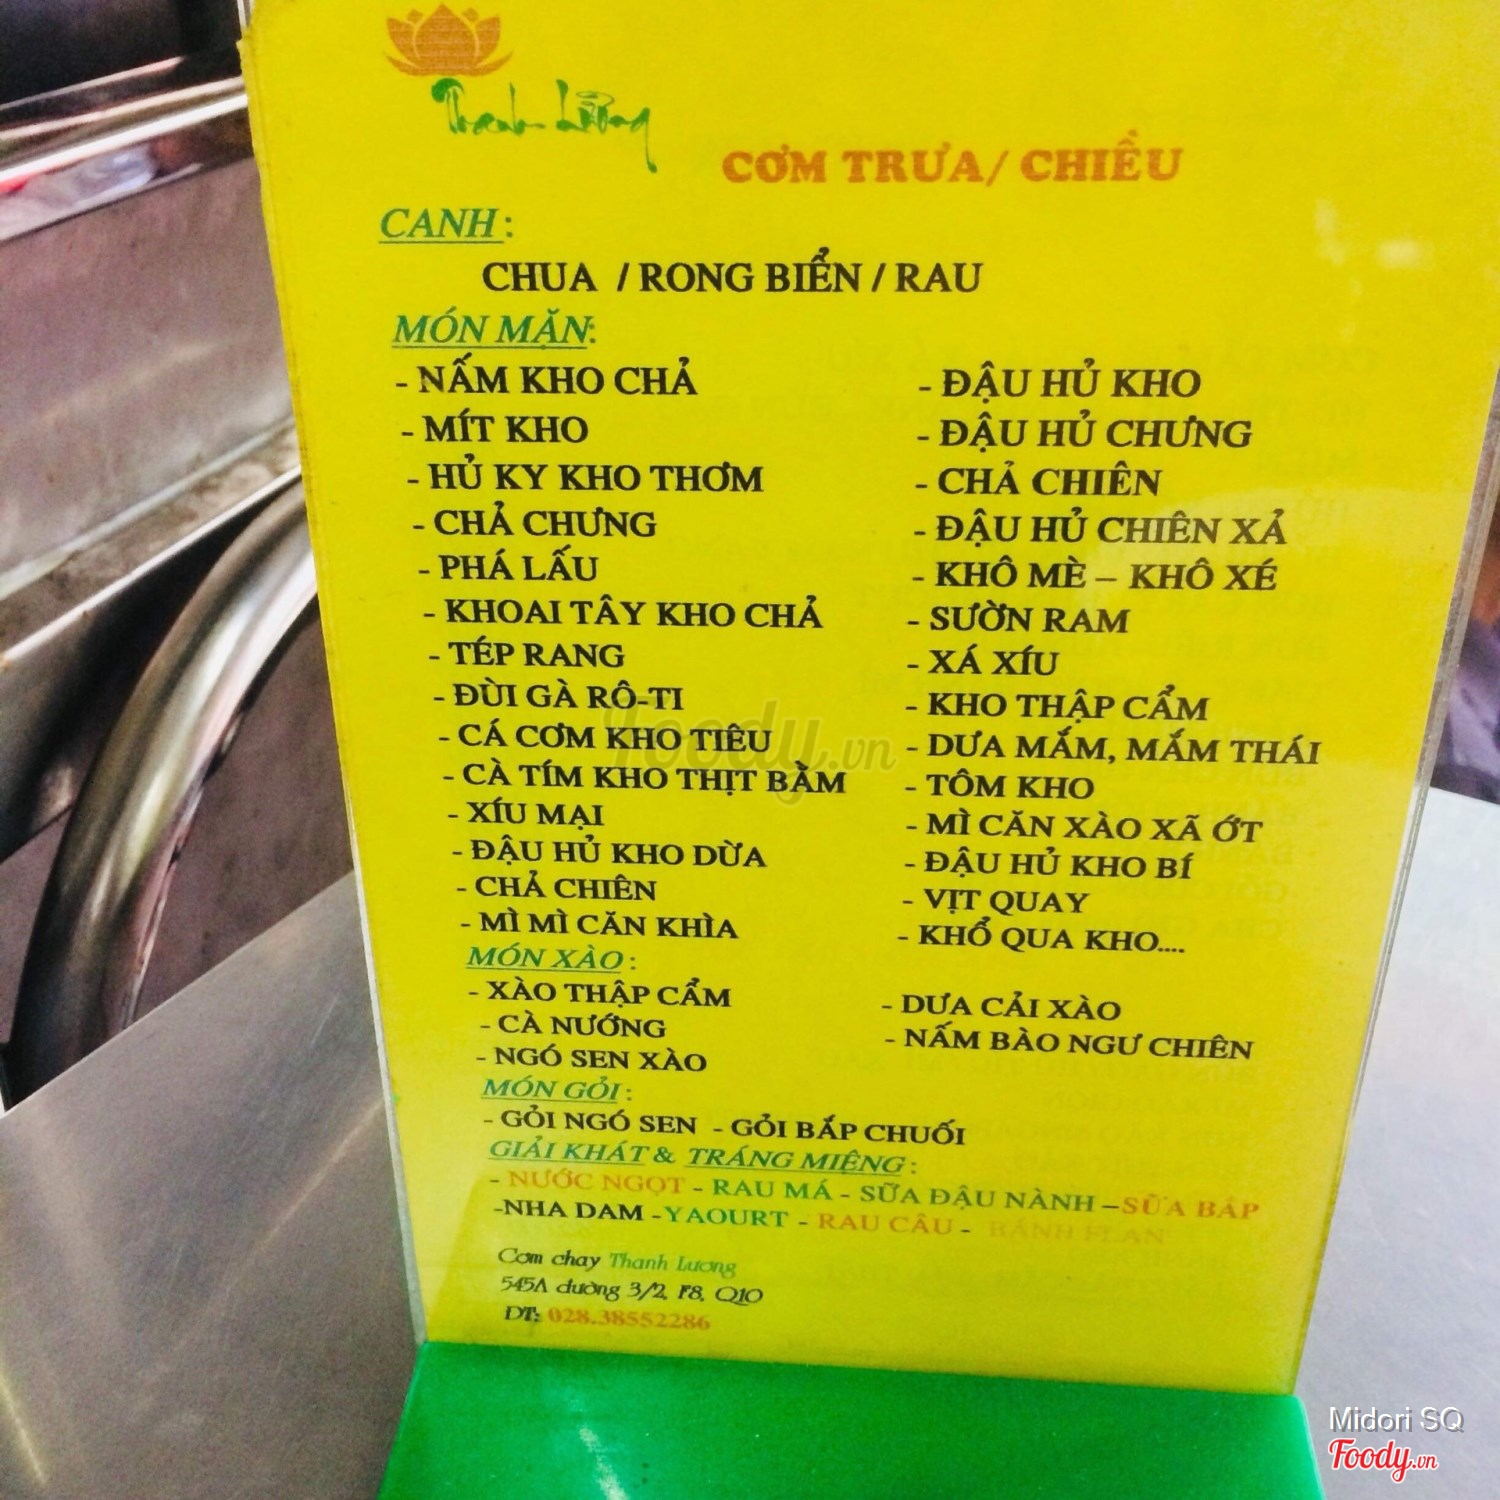 Thanh Lương
CƠM TRƯA/ CHIỀU
CANH :
CHUA / RONG BIỂN / RAU
MÓN MẶN:
- NẤM KHO CHẢ
- MÍT KHO
- HỦ KY KHO THƠM
- CHẢ CHƯNG
- PHÁ LẤU
- KHOAI TÂY KHO CHẢ
- TÉP RANG
- ĐÙI GÀ RÔ-TI
- CÁ CƠM KHO TIÊU
- CÀ TÍM KHO THỊT BẰM
- XÍU MẠI
- ĐẬU HỦ KHO DỪA
- CHẢ CHIÊN
- MÌ MÌ CĂN KHÌA
- ĐẬU HỦ KHO
- ĐẬU HỦ CHƯNG
- CHẢ CHIÊN
- ĐẬU HỦ CHIÊN XẢ
- KHÔ MÈ – KHÔ XÉ
- SƯỜN RAM
- XÁ XÍU
- KHO THẬP CẨM
- DƯA MẮM, MẮM THÁI
- TÔM KHO
- MÌ CĂN XÀO XÃ ỚT
- ĐẬU HỦ KHO BÍ
- VỊT QUAY
- KHỔ QUA KHO....
MÓN XÀO :
- XÀO THẬP CẨM
- CÀ NƯỚNG
- NGÓ SEN XÀO
- DƯA CẢI XÀO
- NẤM BÀO NGƯ CHIÊN
MÓN GỎI :
- GỎI NGÓ SEN - GỎI BẮP CHUỐI
GIẢI KHÁT & TRÁNG MIỆNG :
- NƯỚC NGỌT - RAU MÁ - SỮA ĐẬU NÀNH – SỮA BẮP
-NHA DAM -YAOURT - RAU CÂU - BÁNH FLAN
Cơm chay Thanh Lương
545A đường 3/2, F8, Q10
DT: 028.38552286
Foody.vn
Midori SQ
Foody.vn